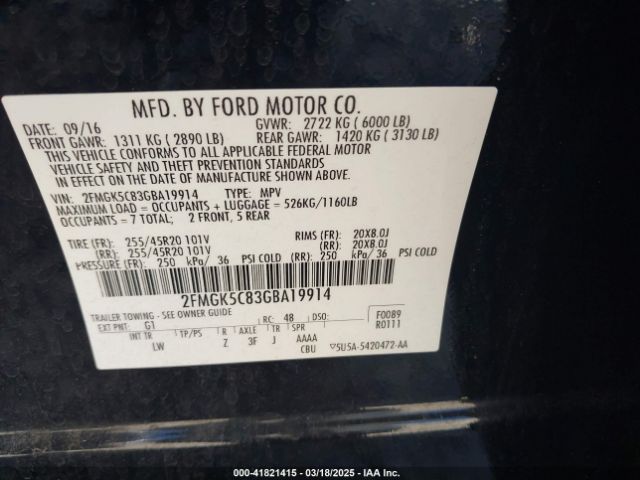 MFD. BY FORD MOTOR CO.
DATE: 09/16 GVWR: 2722 KG ( 6000 LB)
FRONT GAWR: 1311 KG ( 2890 LB) REAR GAWR: 1420 KG ( 3130 LB)
THIS VEHICLE CONFORMS TO ALL APPLICABLE FEDERAL MOTOR
VEHICLE SAFETY AND THEFT PREVENTION STANDARDS
IN EFFECT ON THE DATE OF MANUFACTURE SHOWN ABOVE.
VIN: 2FMGK5C83GBA19914 TYPE: MPV
MAXIMUM LOAD = OCCUPANTS + LUGGAGE = 526KG/1160LB
OCCUPANTS = 7 TOTAL; 2 FRONT, 5 REAR
TIRE (FR): 255/45R20 101V RIMS (FR): 20X8.0J
(RR): 255/45R20 101V (RR): 20X8.0J
PRESSURE (FR): 250 kPa/ 36 PSI COLD (RR): 250 kPa/ 36 PSI COLD
2FMGK5C83GBA19914
TRAILER TOWING - SEE OWNER GUIDE
EXT PNT: G1 RC: 48 DSO: F0089
INT TR TP/PS R AXLE TR SPR R0111
LW Z 3F J AAAA
CBU ▽5U5A-5420472-AA
000-41821415 — 03/18/2025 — IAA Inc.